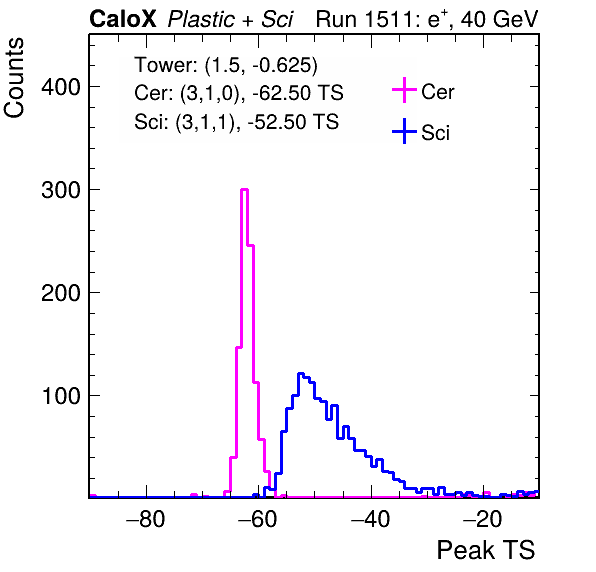 CaloX Plastic + Sci Run 1511: e⁺, 40 GeV
Tower: (1.5, -0.625)
Cer: (3,1,0), -62.50 TS
Sci: (3,1,1), -52.50 TS
Cer
Sci
Counts
400
300
200
100
−80 −60 −40 −20
Peak TS